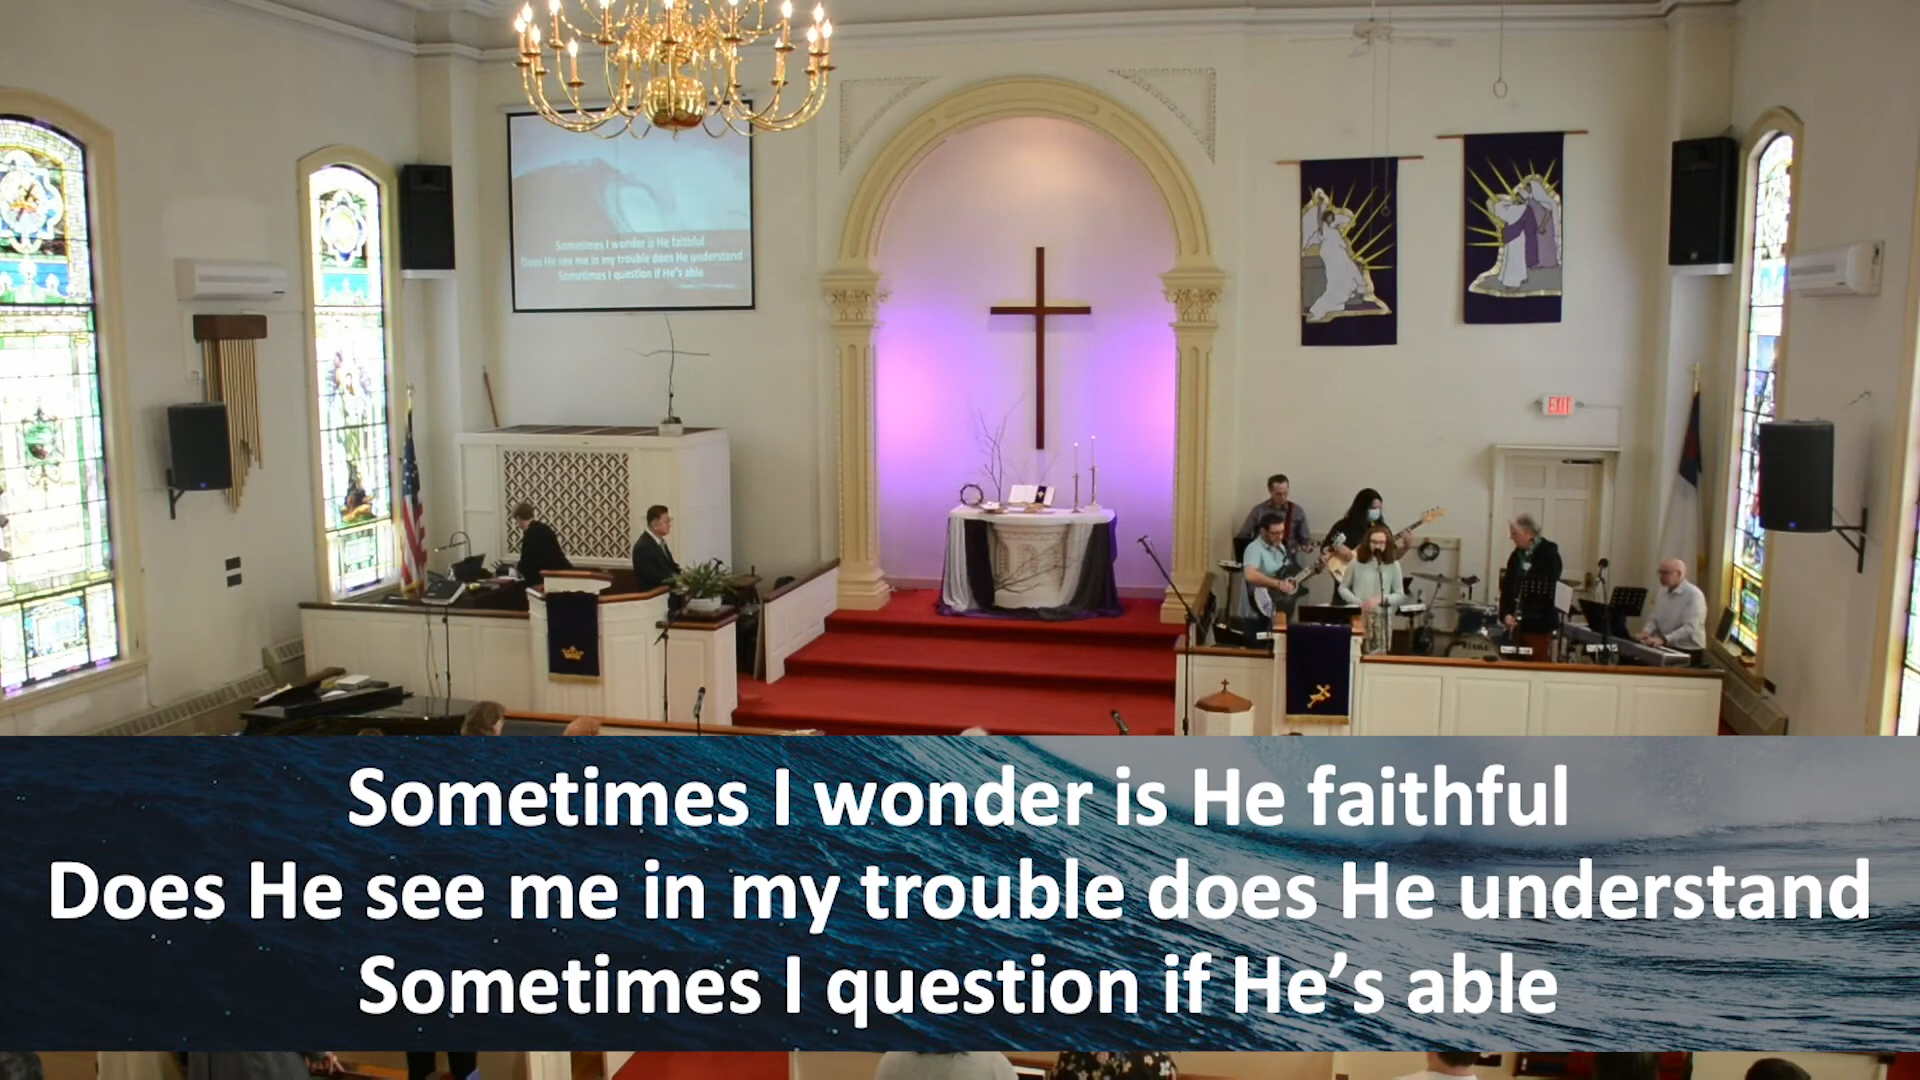 Sometimes I wonder is He faithful
Does He see me in my trouble does He understand
Sometimes I question if He's able
EXIT
Sometimes I wonder is He faithful
Does He see me in my trouble does He understand
Sometimes I question if He’s able